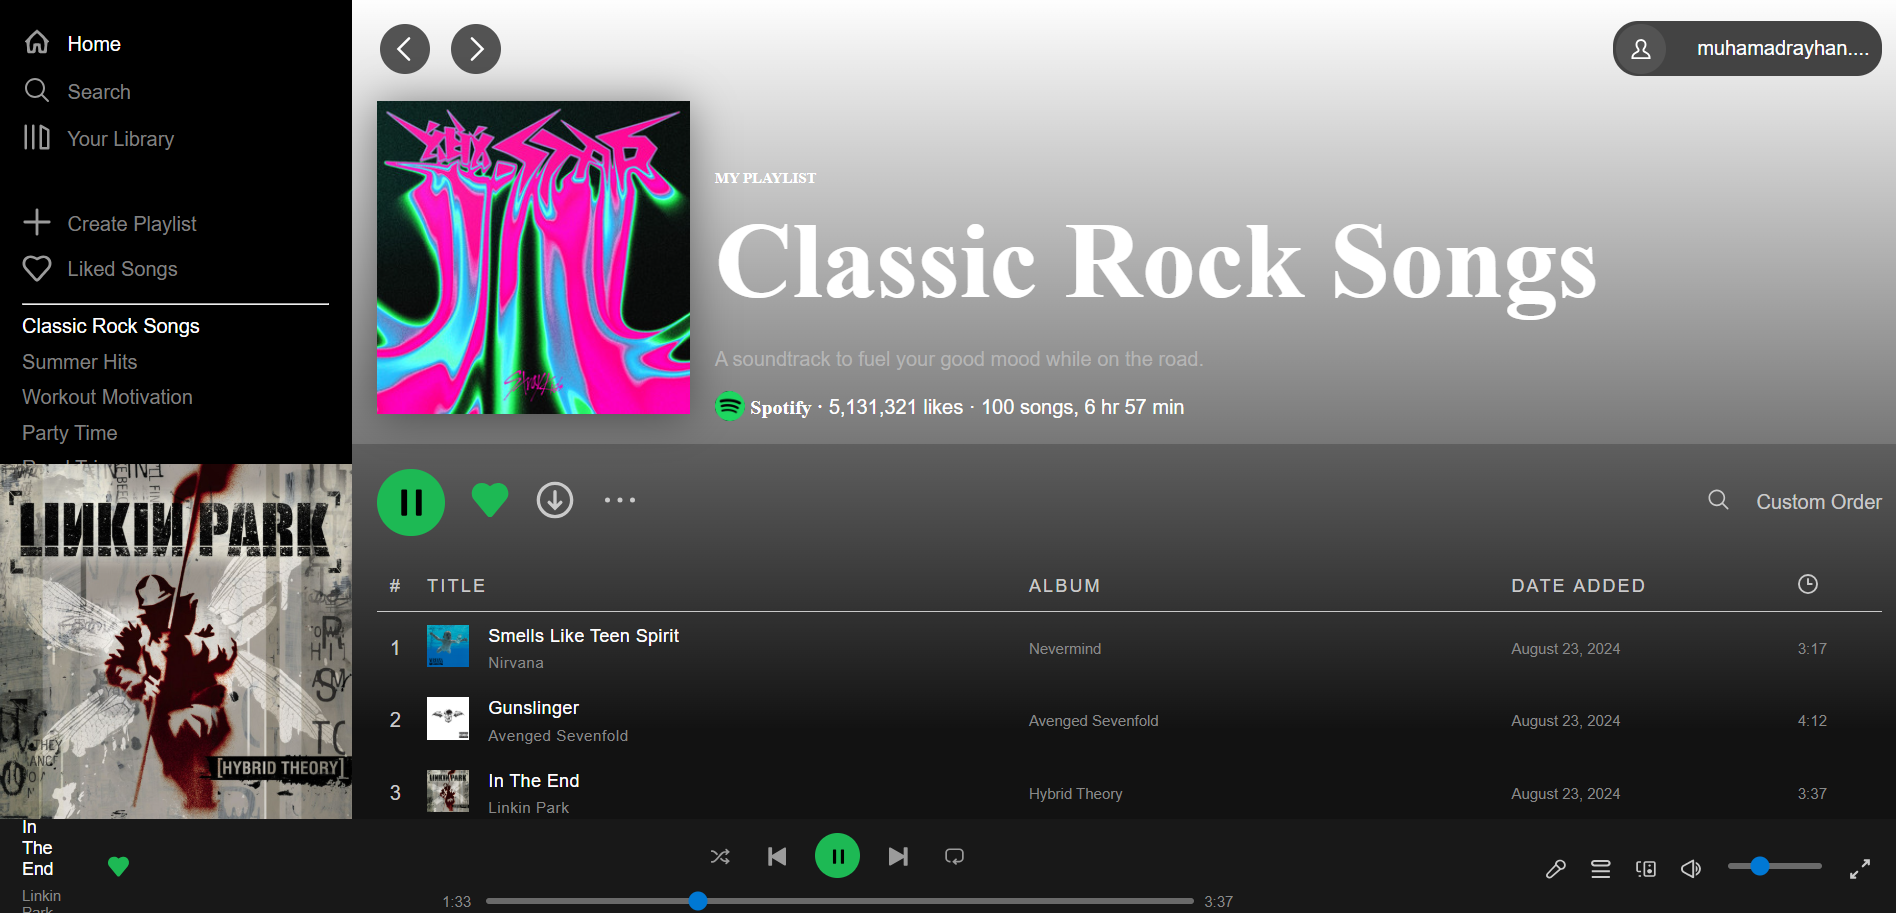 Home
Search
Your Library
Create Playlist
Liked Songs
Classic Rock Songs
Summer Hits
Workout Motivation
Party Time
LINKIN PARK
[HYBRID THEORY]
muhamadrayhan....
MY PLAYLIST
Classic Rock Songs
A soundtrack to fuel your good mood while on the road.
Spotify · 5,131,321 likes · 100 songs, 6 hr 57 min
Custom Order
# TITLE ALBUM DATE ADDED
1 Smells Like Teen Spirit Nevermind August 23, 2024 3:17
Nirvana
2 Gunslinger Avenged Sevenfold August 23, 2024 4:12
Avenged Sevenfold
3 In The End Hybrid Theory August 23, 2024 3:37
Linkin Park
In
The
End
Linkin
Park
1:33
3:37